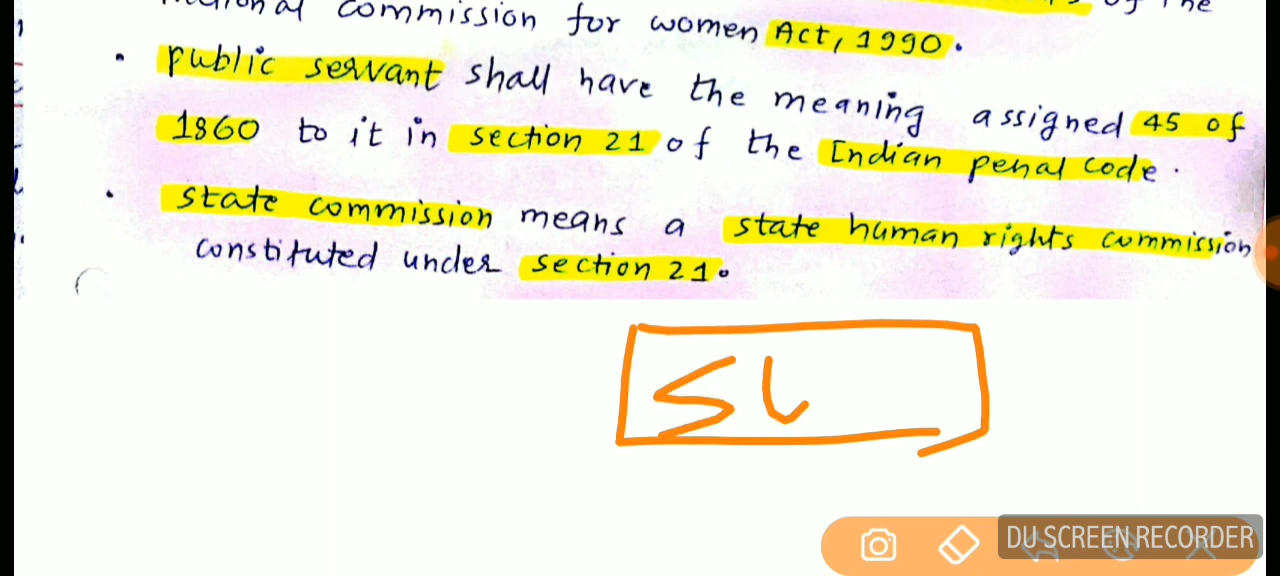 commission for women Act, 1990.
• public servant shall have the meaning assigned 45 of
1860 to it in section 21 of the Indian penal code.
• state commission means a state human rights commission
constituted under section 21.
SU
DU SCREEN RECORDER